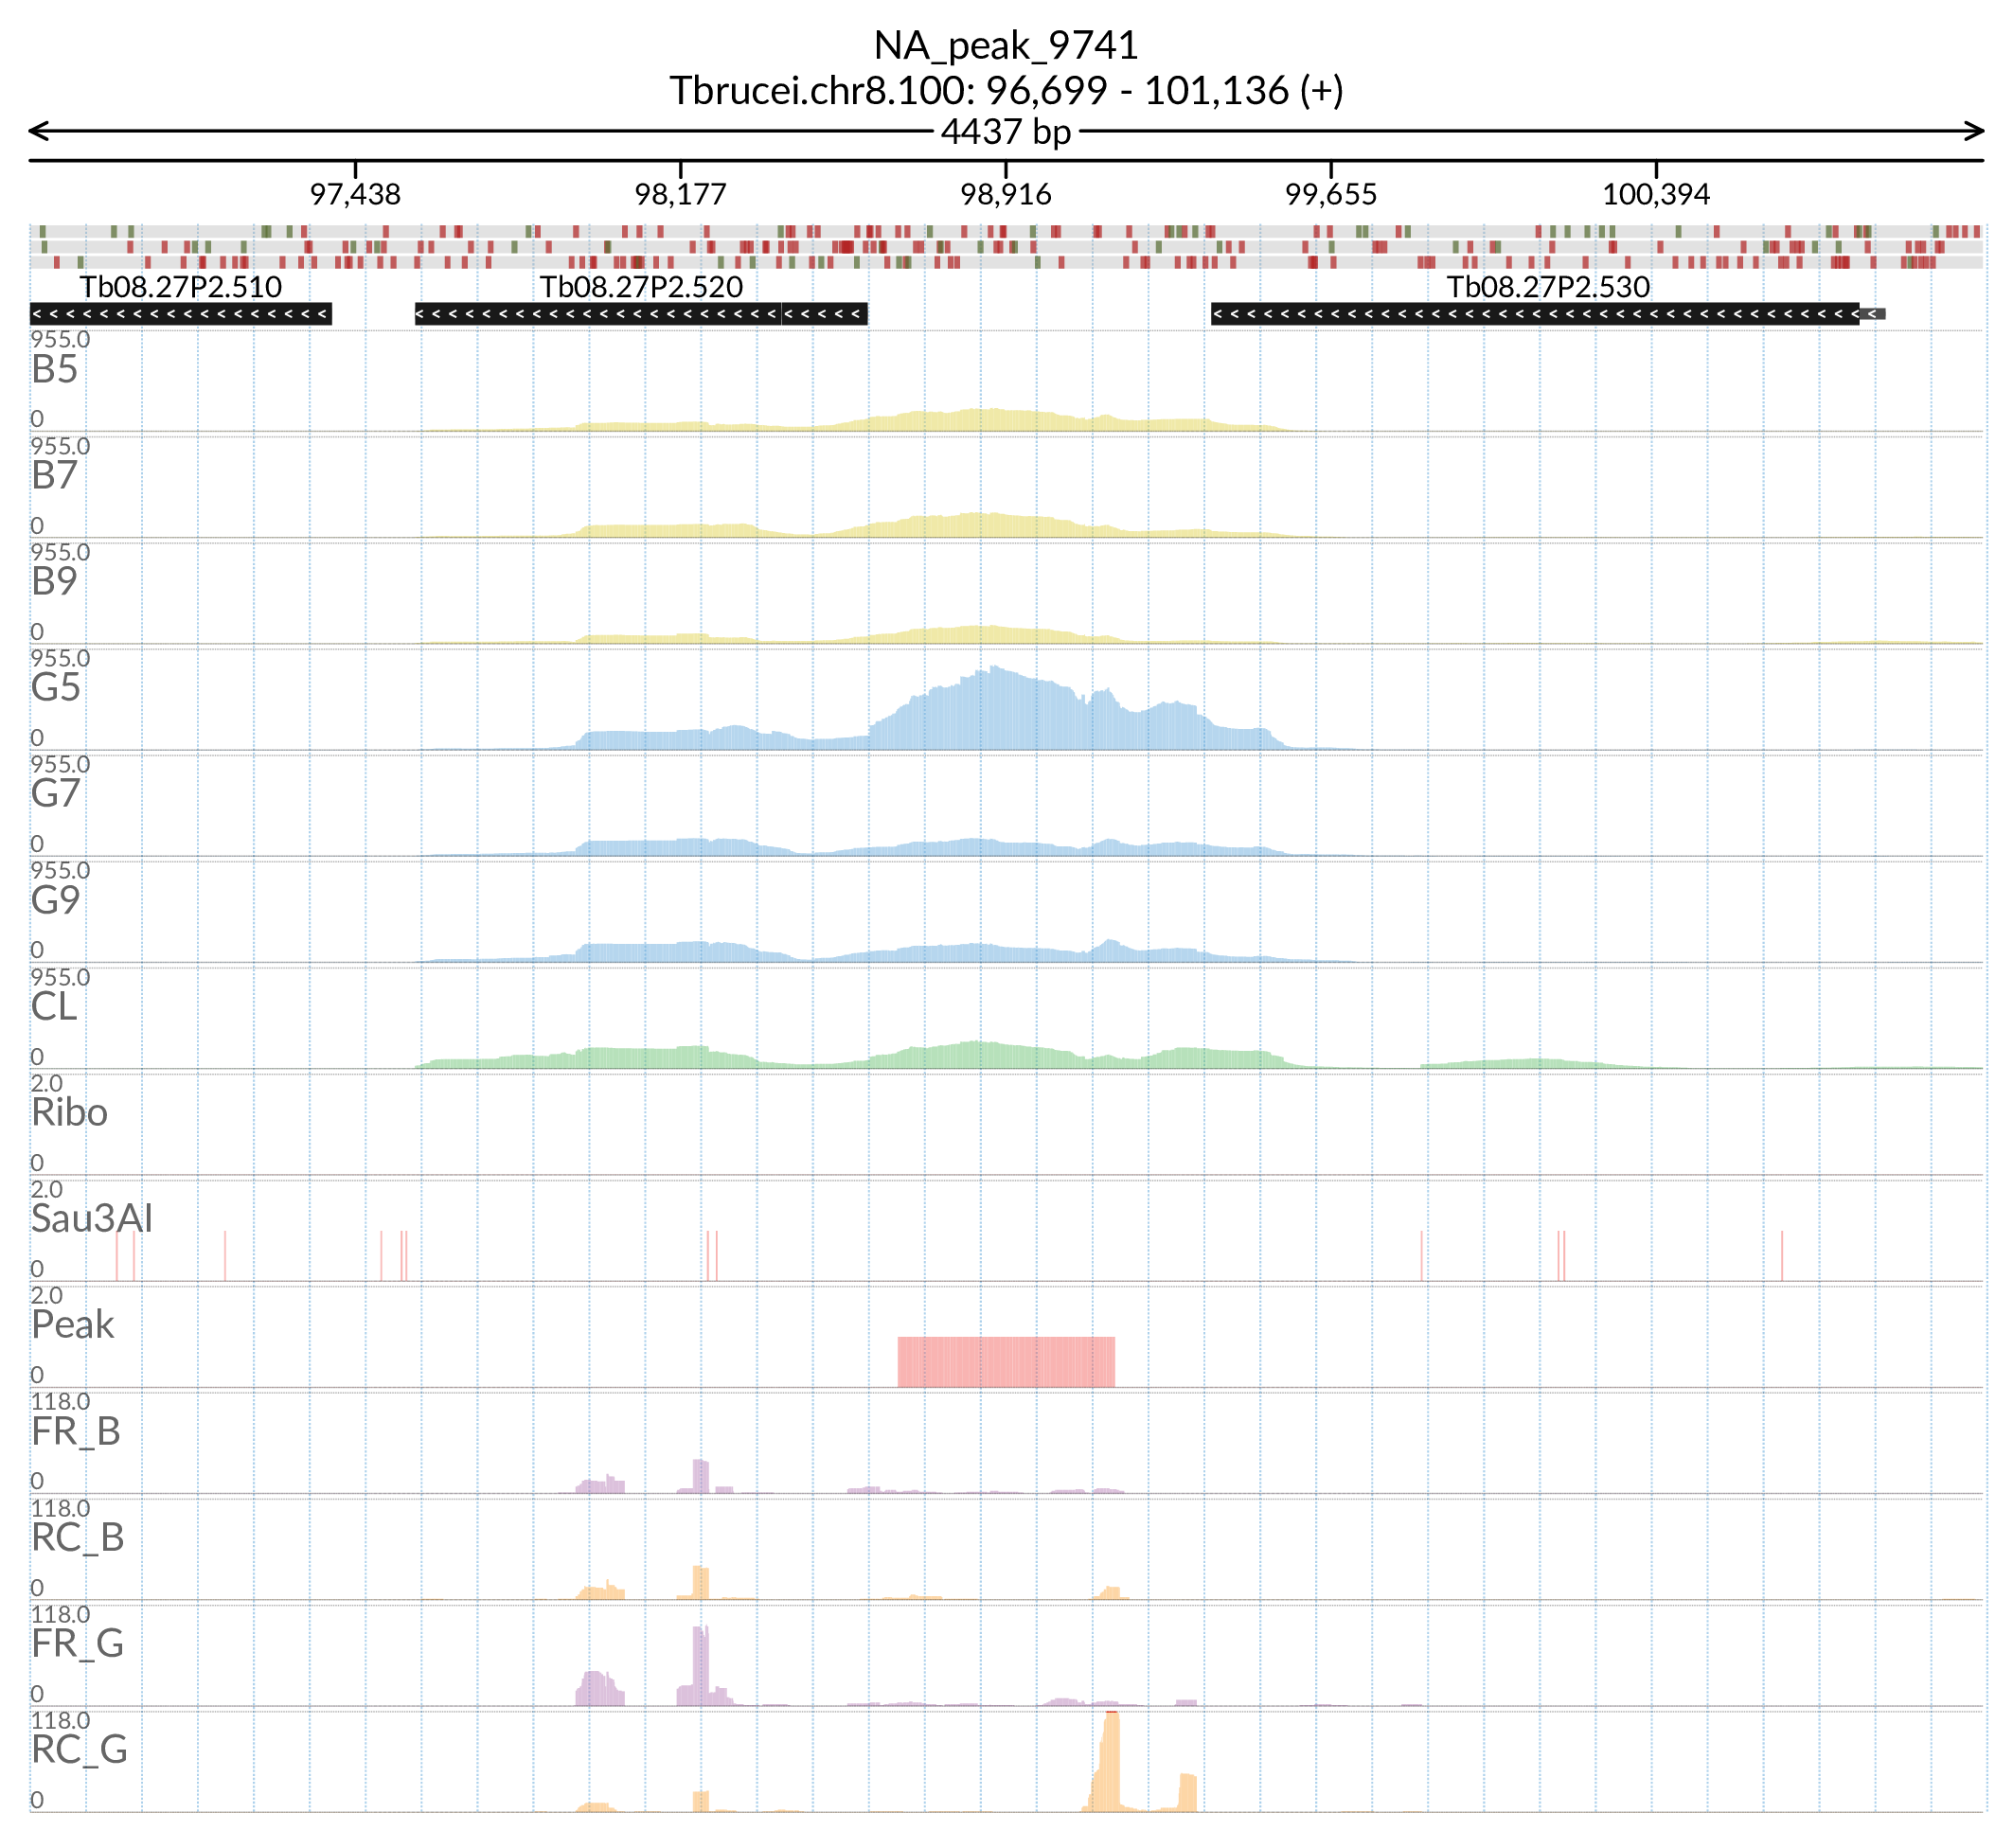 NA_peak_9741
Tbrucei.chr8.100: 96,699 - 101,136 (+)
4437 bp
97,438 98,177 98,916 99,655 100,394
Tb08.27P2.510 Tb08.27P2.520 Tb08.27P2.530
955.0
B5
0
955.0
B7
0
955.0
B9
0
955.0
G5
0
955.0
G7
0
955.0
G9
0
955.0
CL
0
2.0
Ribo
0
2.0
Sau3AI
0
2.0
Peak
0
118.0
FR_B
0
118.0
RC_B
0
118.0
FR_G
0
118.0
RC_G
0